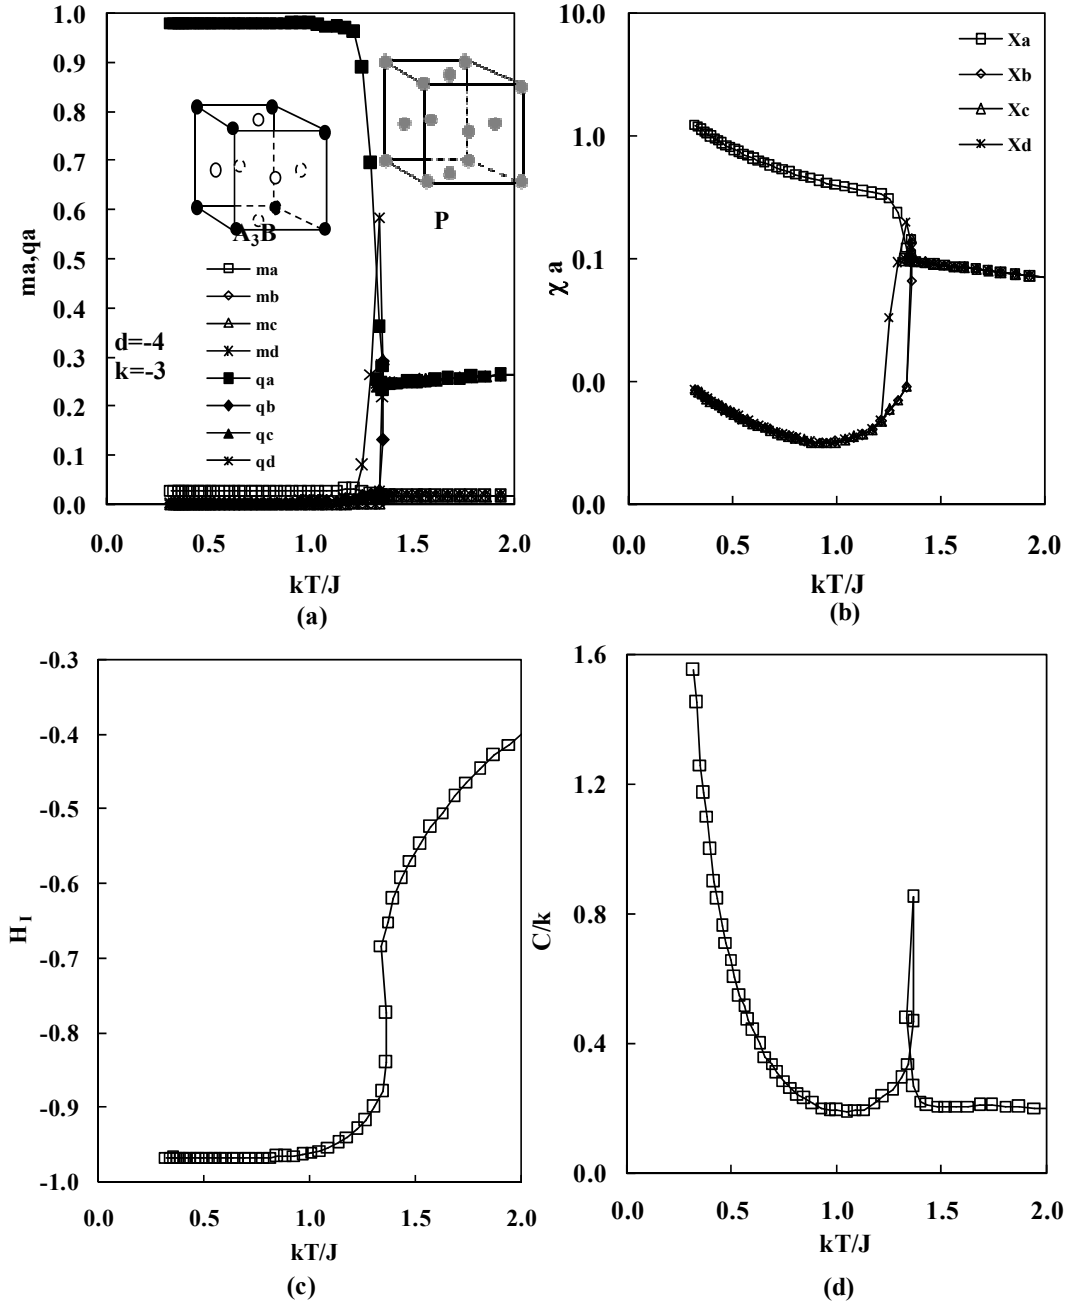 1.0
0.9
0.8
0.7
0.6
0.5
0.4
0.3
0.2
0.1
0.0
ma,qa
A₃B
P
ma
mb
mc
md
qa
qb
qc
qd
d=-4
k=-3
0.0 0.5 1.0 1.5 2.0
kT/J
(a)
10.0
1.0
0.1
0.0
0.0
χ a
Xa
Xb
Xc
Xd
0.0 0.5 1.0 1.5 2.0
kT/J
(b)
-0.3
-0.4
-0.5
-0.6
-0.7
-0.8
-0.9
-1.0
H_I
0.0 0.5 1.0 1.5 2.0
kT/J
(c)
1.6
1.2
0.8
0.4
0.0
C/k
0.0 0.5 1.0 1.5 2.0
kT/J
(d)